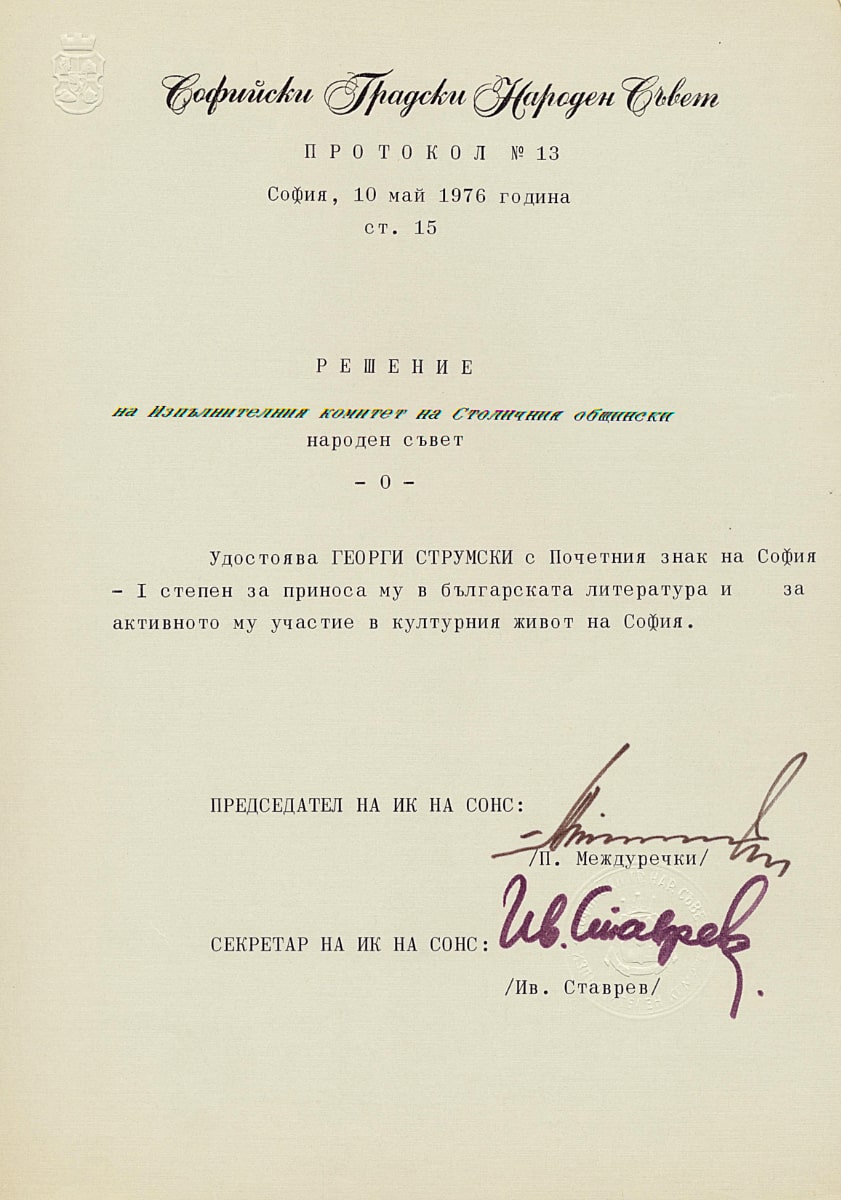 Софийски Градски Народен Съвет
ПРОТОКОЛ № 13
София, 10 май 1976 година
ст. 15
РЕШЕНИЕ
на Изпълнителния комитет на Столичния общински
народен съвет
- 0 -
Удостоява ГЕОРГИ СТРУМСКИ с Почетния знак на София
- I степен за приноса му в българската литература и за
активното му участие в културния живот на София.
ПРЕДСЕДАТЕЛ НА ИК НА СОНС:
/П. Междуречки/
СЕКРЕТАР НА ИК НА СОНС:
Ив. Ставрев
/Ив. Ставрев/